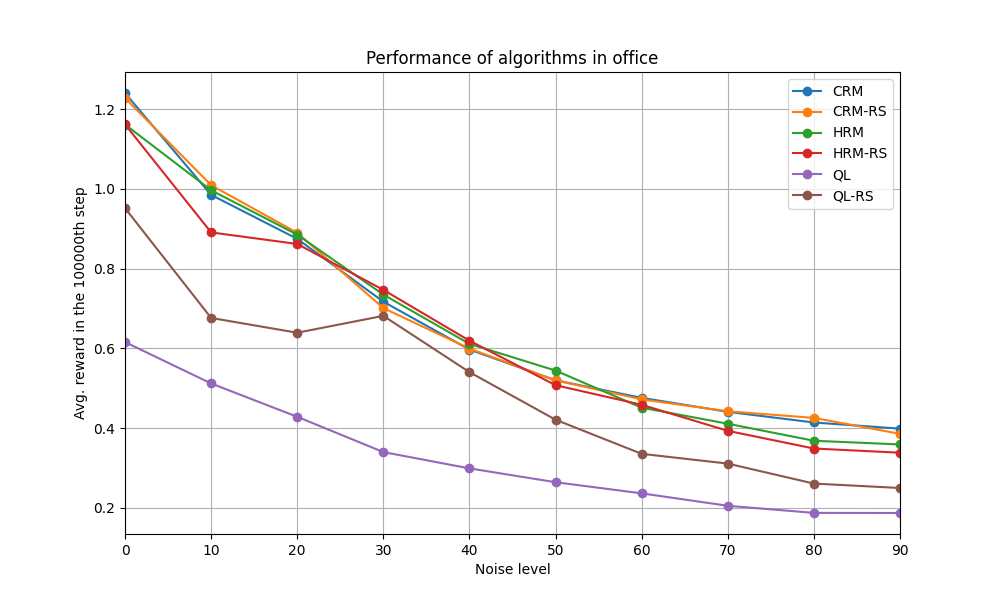 Performance of algorithms in office
Avg. reward in the 100000th step
1.2
1.0
0.8
0.6
0.4
0.2
0 10 20 30 40 50 60 70 80 90
Noise level
CRM
CRM-RS
HRM
HRM-RS
QL
QL-RS